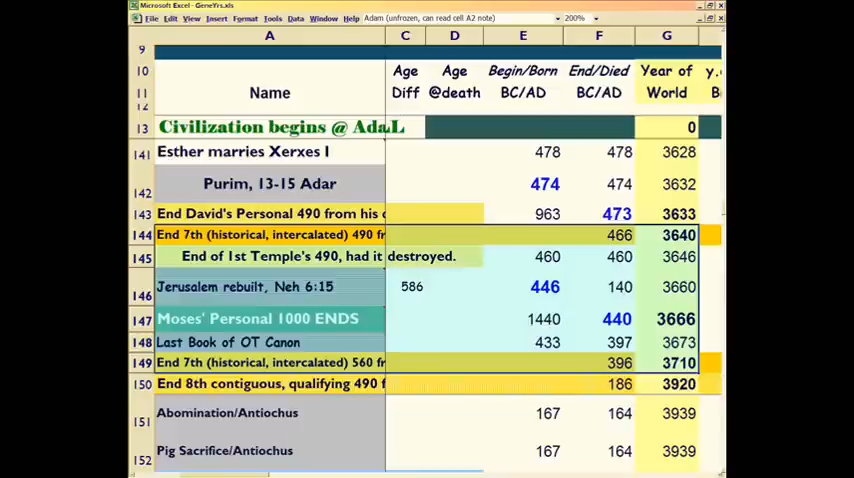 Microsoft Excel - GeneYrs.xls
File Edit View Insert Format Tools Data Window Help Adam (unfrozen, can read cell A2 note) 200%
A C D E F G
9
10 Age Age Begin/Born End/Died Year of
11 Name Diff @death BC/AD BC/AD World
12
13 Civilization begins @ AdaL 0
141 Esther marries Xerxes I 478 478 3628
142 Purim, 13-15 Adar 474 474 3632
143 End David's Personal 490 from his 963 473 3633
144 End 7th (historical, intercalated) 490 466 3640
145 End of 1st Temple's 490, had it destroyed. 460 460 3646
146 Jerusalem rebuilt, Neh 6:15 586 446 140 3660
147 Moses' Personal 1000 ENDS 1440 440 3666
148 Last Book of OT Canon 433 397 3673
149 End 7th (historical, intercalated) 560 396 3710
150 End 8th contiguous, qualifying 490 186 3920
151 Abomination/Antiochus 167 164 3939
152 Pig Sacrifice/Antiochus 167 164 3939